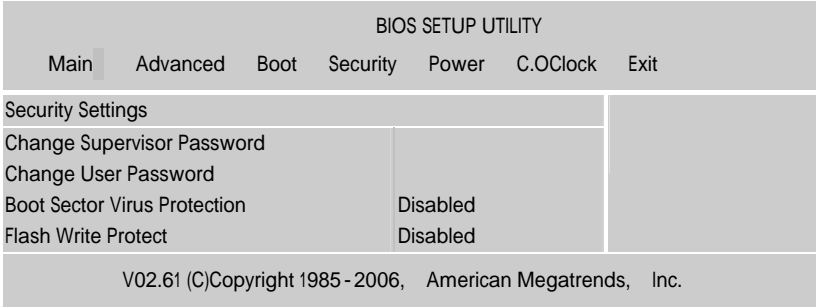 BIOS SETUP UTILITY
Main Advanced Boot Security Power C.OClock Exit
Security Settings
Change Supervisor Password
Change User Password
Boot Sector Virus Protection Disabled
Flash Write Protect Disabled
V02.61 (C)Copyright 1985-2006, American Megatrends, Inc.